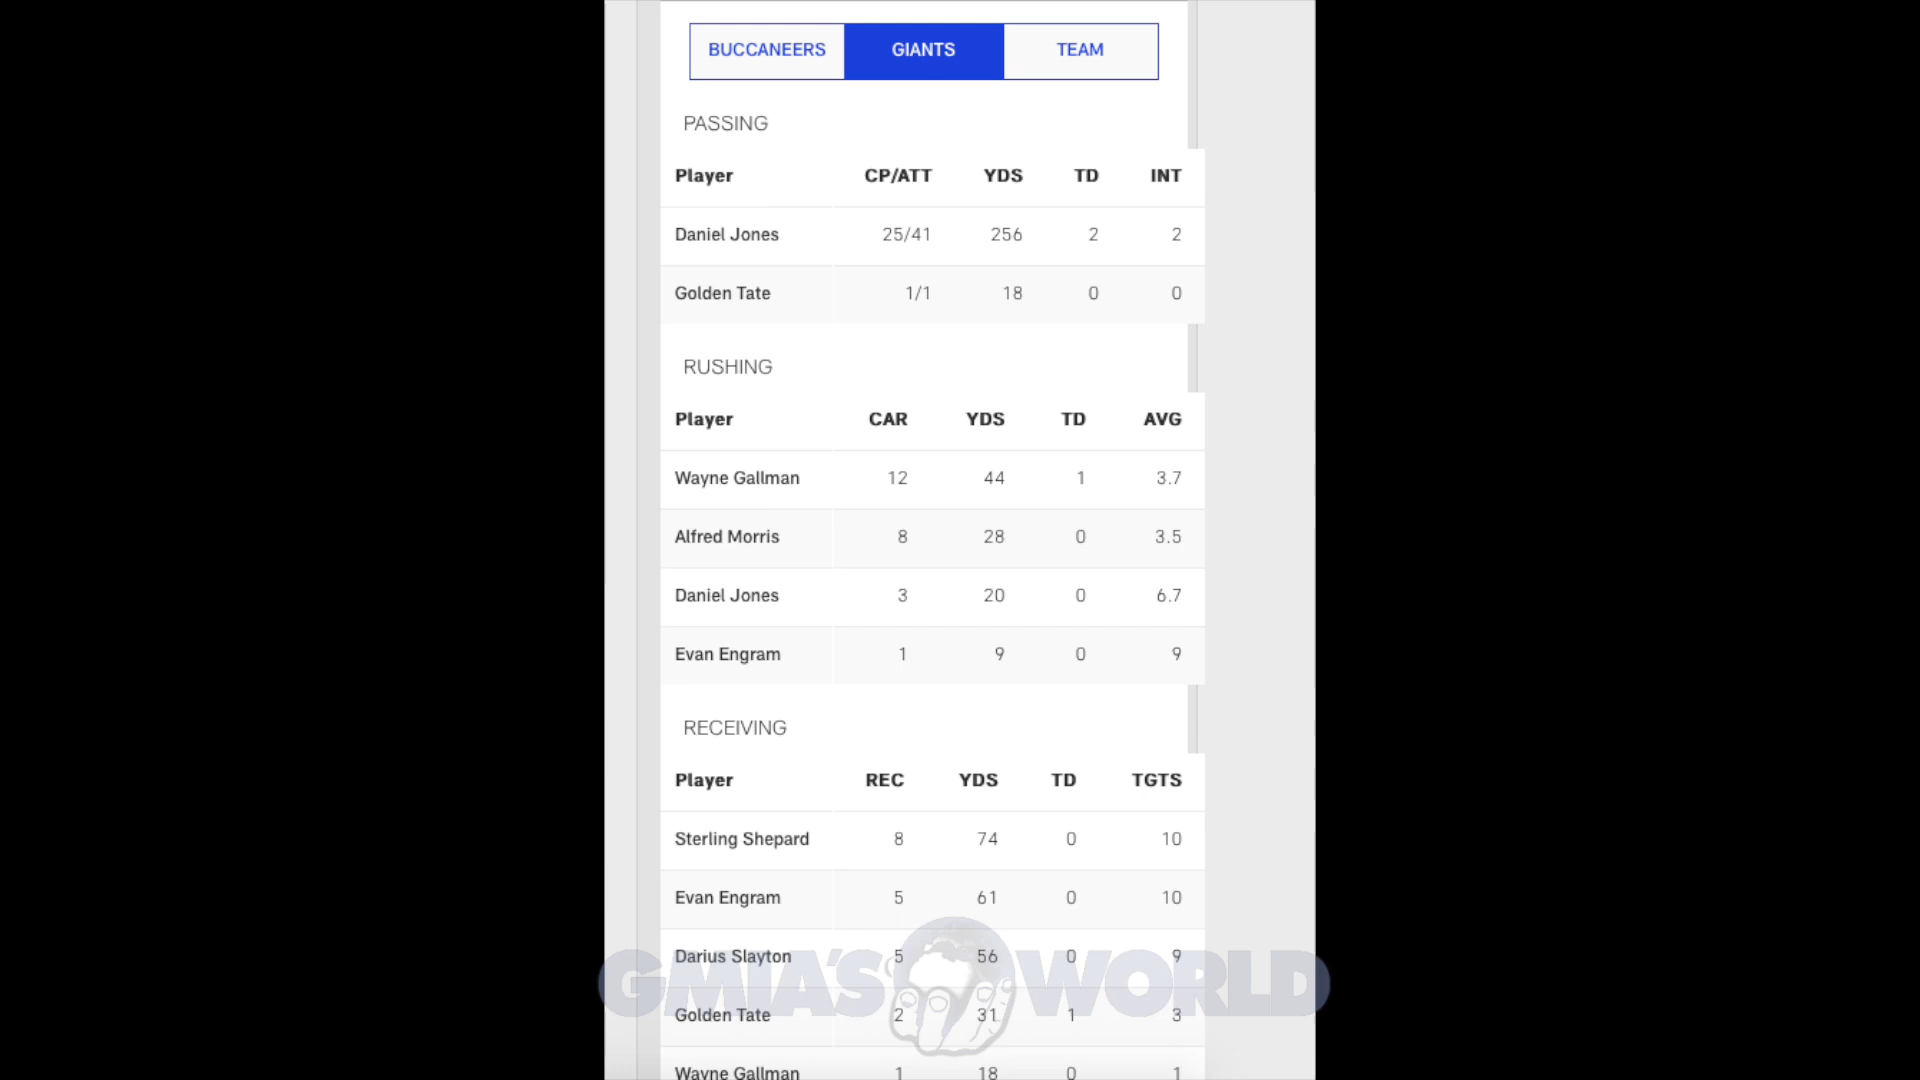 BUCCANEERS GIANTS TEAM
PASSING
Player CP/ATT YDS TD INT
Daniel Jones 25/41 256 2 2
Golden Tate 1/1 18 0 0
RUSHING
Player CAR YDS TD AVG
Wayne Gallman 12 44 1 3.7
Alfred Morris 8 28 0 3.5
Daniel Jones 3 20 0 6.7
Evan Engram 1 9 0 9
RECEIVING
Player REC YDS TD TGTS
Sterling Shepard 8 74 0 10
Evan Engram 5 61 0 10
Darius Slayton 5 56 0 9
GMIA'S WORLD
Golden Tate 2 31 1 3
Wayne Gallman 1 18 0 1